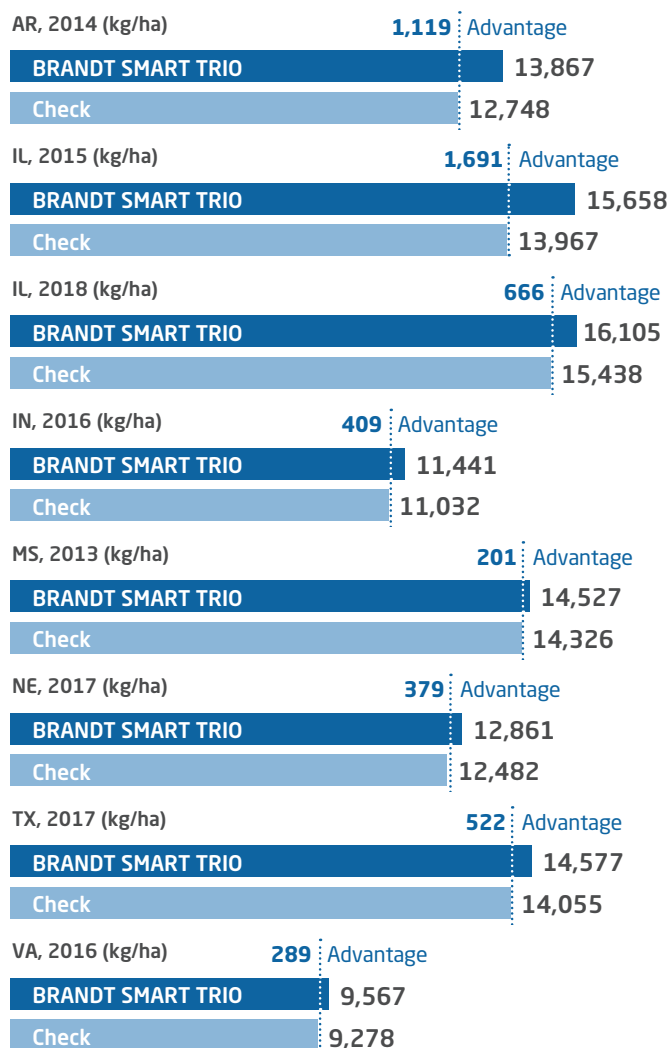 AR, 2014 (kg/ha) 1,119 Advantage
BRANDT SMART TRIO 13,867
Check 12,748
IL, 2015 (kg/ha) 1,691 Advantage
BRANDT SMART TRIO 15,658
Check 13,967
IL, 2018 (kg/ha) 666 Advantage
BRANDT SMART TRIO 16,105
Check 15,438
IN, 2016 (kg/ha) 409 Advantage
BRANDT SMART TRIO 11,441
Check 11,032
MS, 2013 (kg/ha) 201 Advantage
BRANDT SMART TRIO 14,527
Check 14,326
NE, 2017 (kg/ha) 379 Advantage
BRANDT SMART TRIO 12,861
Check 12,482
TX, 2017 (kg/ha) 522 Advantage
BRANDT SMART TRIO 14,577
Check 14,055
VA, 2016 (kg/ha) 289 Advantage
BRANDT SMART TRIO 9,567
Check 9,278